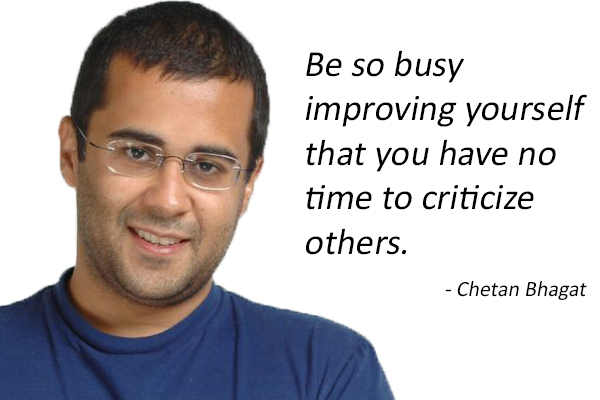 Be so busy
improving yourself
that you have no
time to criticize
others.
- Chetan Bhagat